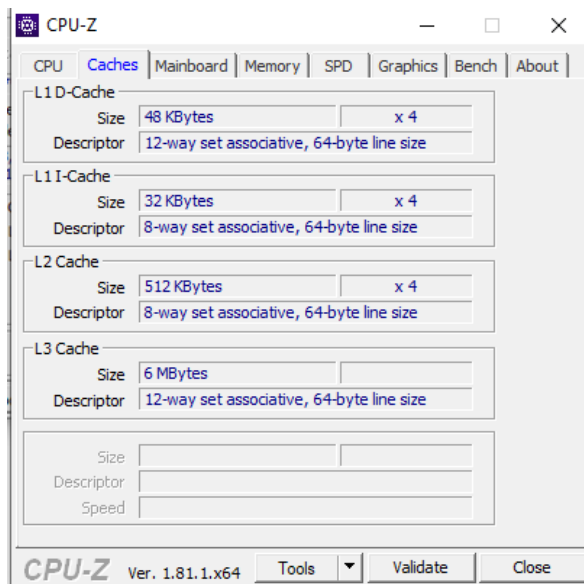 CPU-Z
CPU Caches Mainboard Memory SPD Graphics Bench About
L1 D-Cache
Size 48 KBytes x 4
Descriptor 12-way set associative, 64-byte line size
L1 I-Cache
Size 32 KBytes x 4
Descriptor 8-way set associative, 64-byte line size
L2 Cache
Size 512 KBytes x 4
Descriptor 8-way set associative, 64-byte line size
L3 Cache
Size 6 MBytes
Descriptor 12-way set associative, 64-byte line size
Size
Descriptor
Speed
CPU-Z Ver. 1.81.1.x64 Tools Validate Close